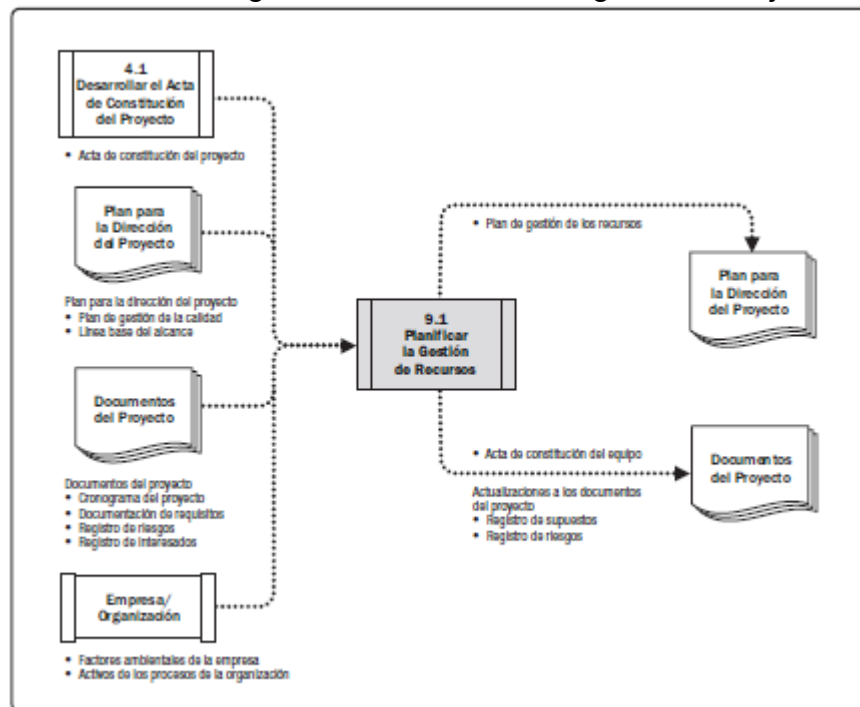 4.1
Desarrollar el Acta
de Constitución
del Proyecto
• Acta de constitución del proyecto
Plan para
la Dirección
del Proyecto
Plan para la dirección del proyecto
• Plan de gestión de la calidad
• Línea base del alcance
Documentos
del Proyecto
Documentos del proyecto
• Cronograma del proyecto
• Documentación de requisitos
• Registro de riesgos
• Registro de interesados
Empresa/
Organización
• Factores ambientales de la empresa
• Activos de los procesos de la organización
9.1
Planificar
la Gestión
de Recursos
• Plan de gestión de los recursos
Plan para
la Dirección
del Proyecto
• Acta de constitución del equipo
Actualizaciones a los documentos
del proyecto
• Registro de supuestos
• Registro de riesgos
Documentos
del Proyecto